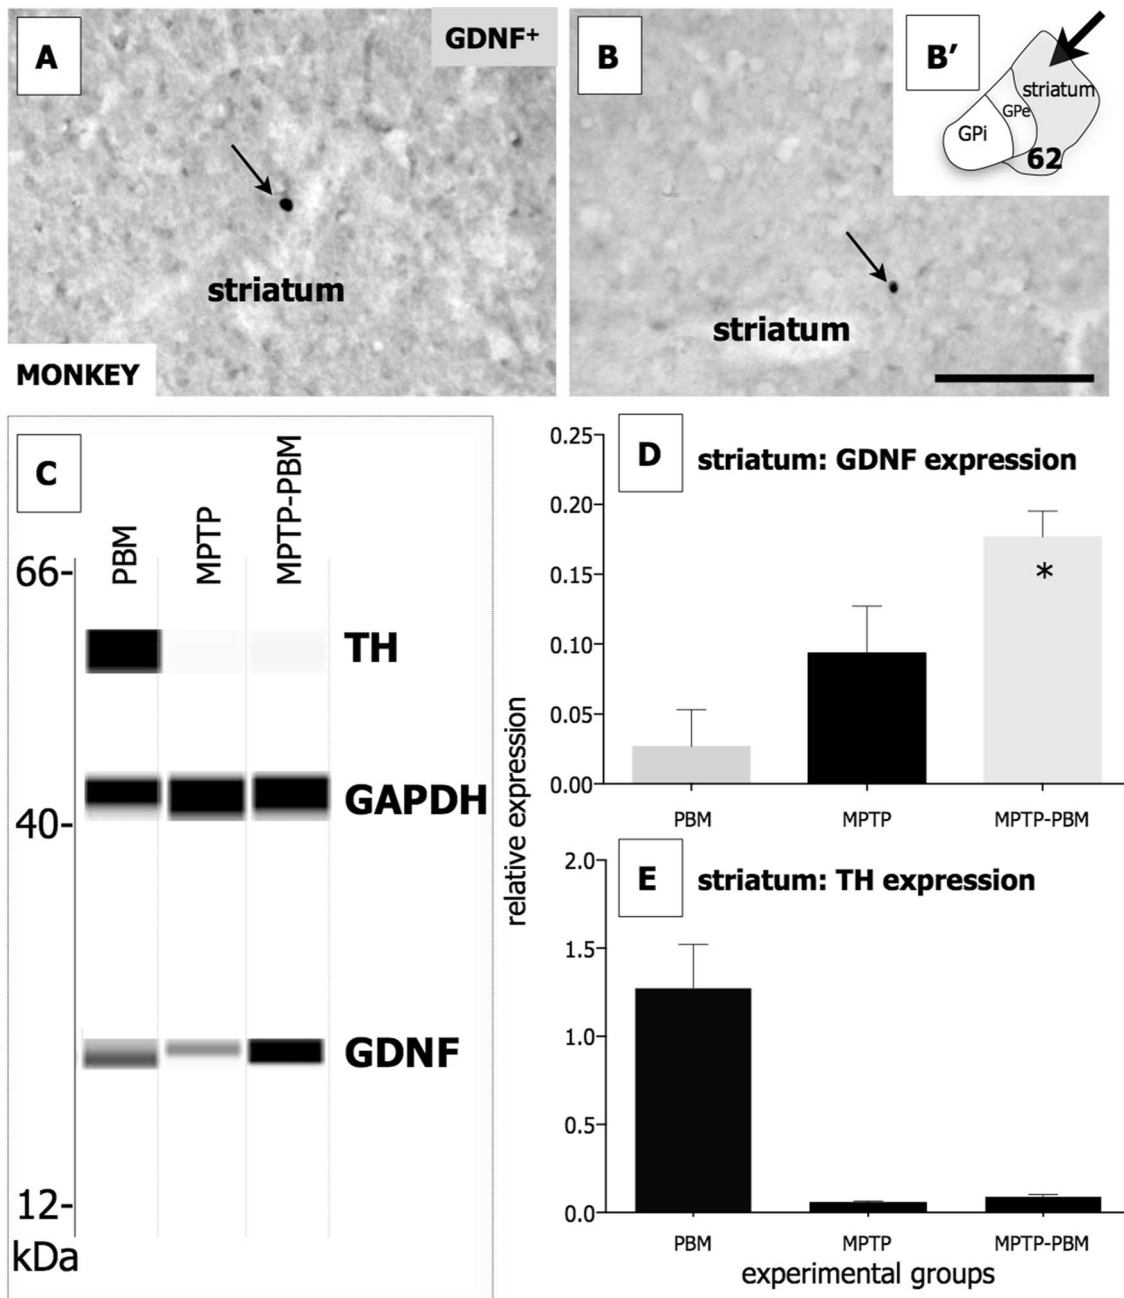 A
GDNF+
striatum
MONKEY
B
striatum
B′
striatum
GPe
GPi
62
C
PBM
MPTP
MPTP-PBM
66-
TH
GAPDH
40-
GDNF
12-
kDa
relative expression
D
striatum: GDNF expression
0.25
0.20
0.15
0.10
0.05
0.00
*
PBM
MPTP
MPTP-PBM
E
striatum: TH expression
2.0
1.5
1.0
0.5
0.0
PBM
MPTP
MPTP-PBM
experimental groups